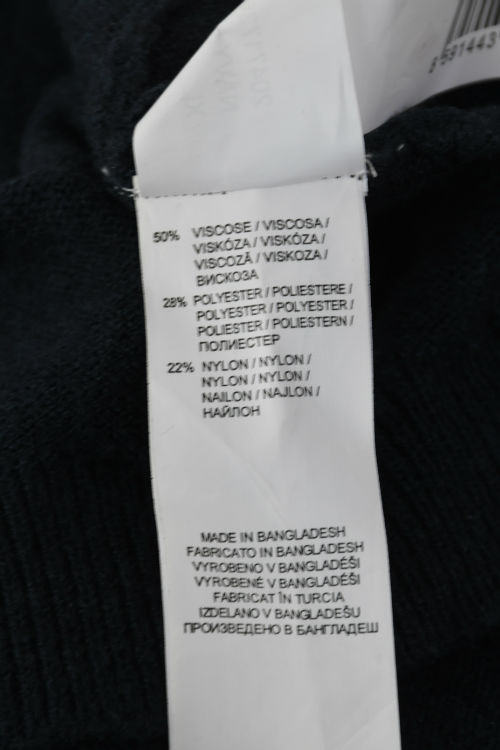 8 591443
50% VISCOSE / VISCOSA /
VISKÓZA / VISKÓZA /
VISCOZĂ / VISKOZA /
ВИСКОЗА
28% POLYESTER / POLIESTERE /
POLYESTER / POLYESTER /
POLIESTER / POLIESTERN /
ПОЛИЕСТЕР
22% NYLON / NYLON /
NYLON / NYLON /
NAILON / NAJLON /
НАЙЛОН
MADE IN BANGLADESH
FABRICATO IN BANGLADESH
VYROBENO V BANGLADÉŠI
VYROBENÉ V BANGLADÉŠI
FABRICAT ÎN TURCIA
IZDELANO V BANGLADEŠU
ПРОИЗВЕДЕНО В БАНГЛАДЕШ